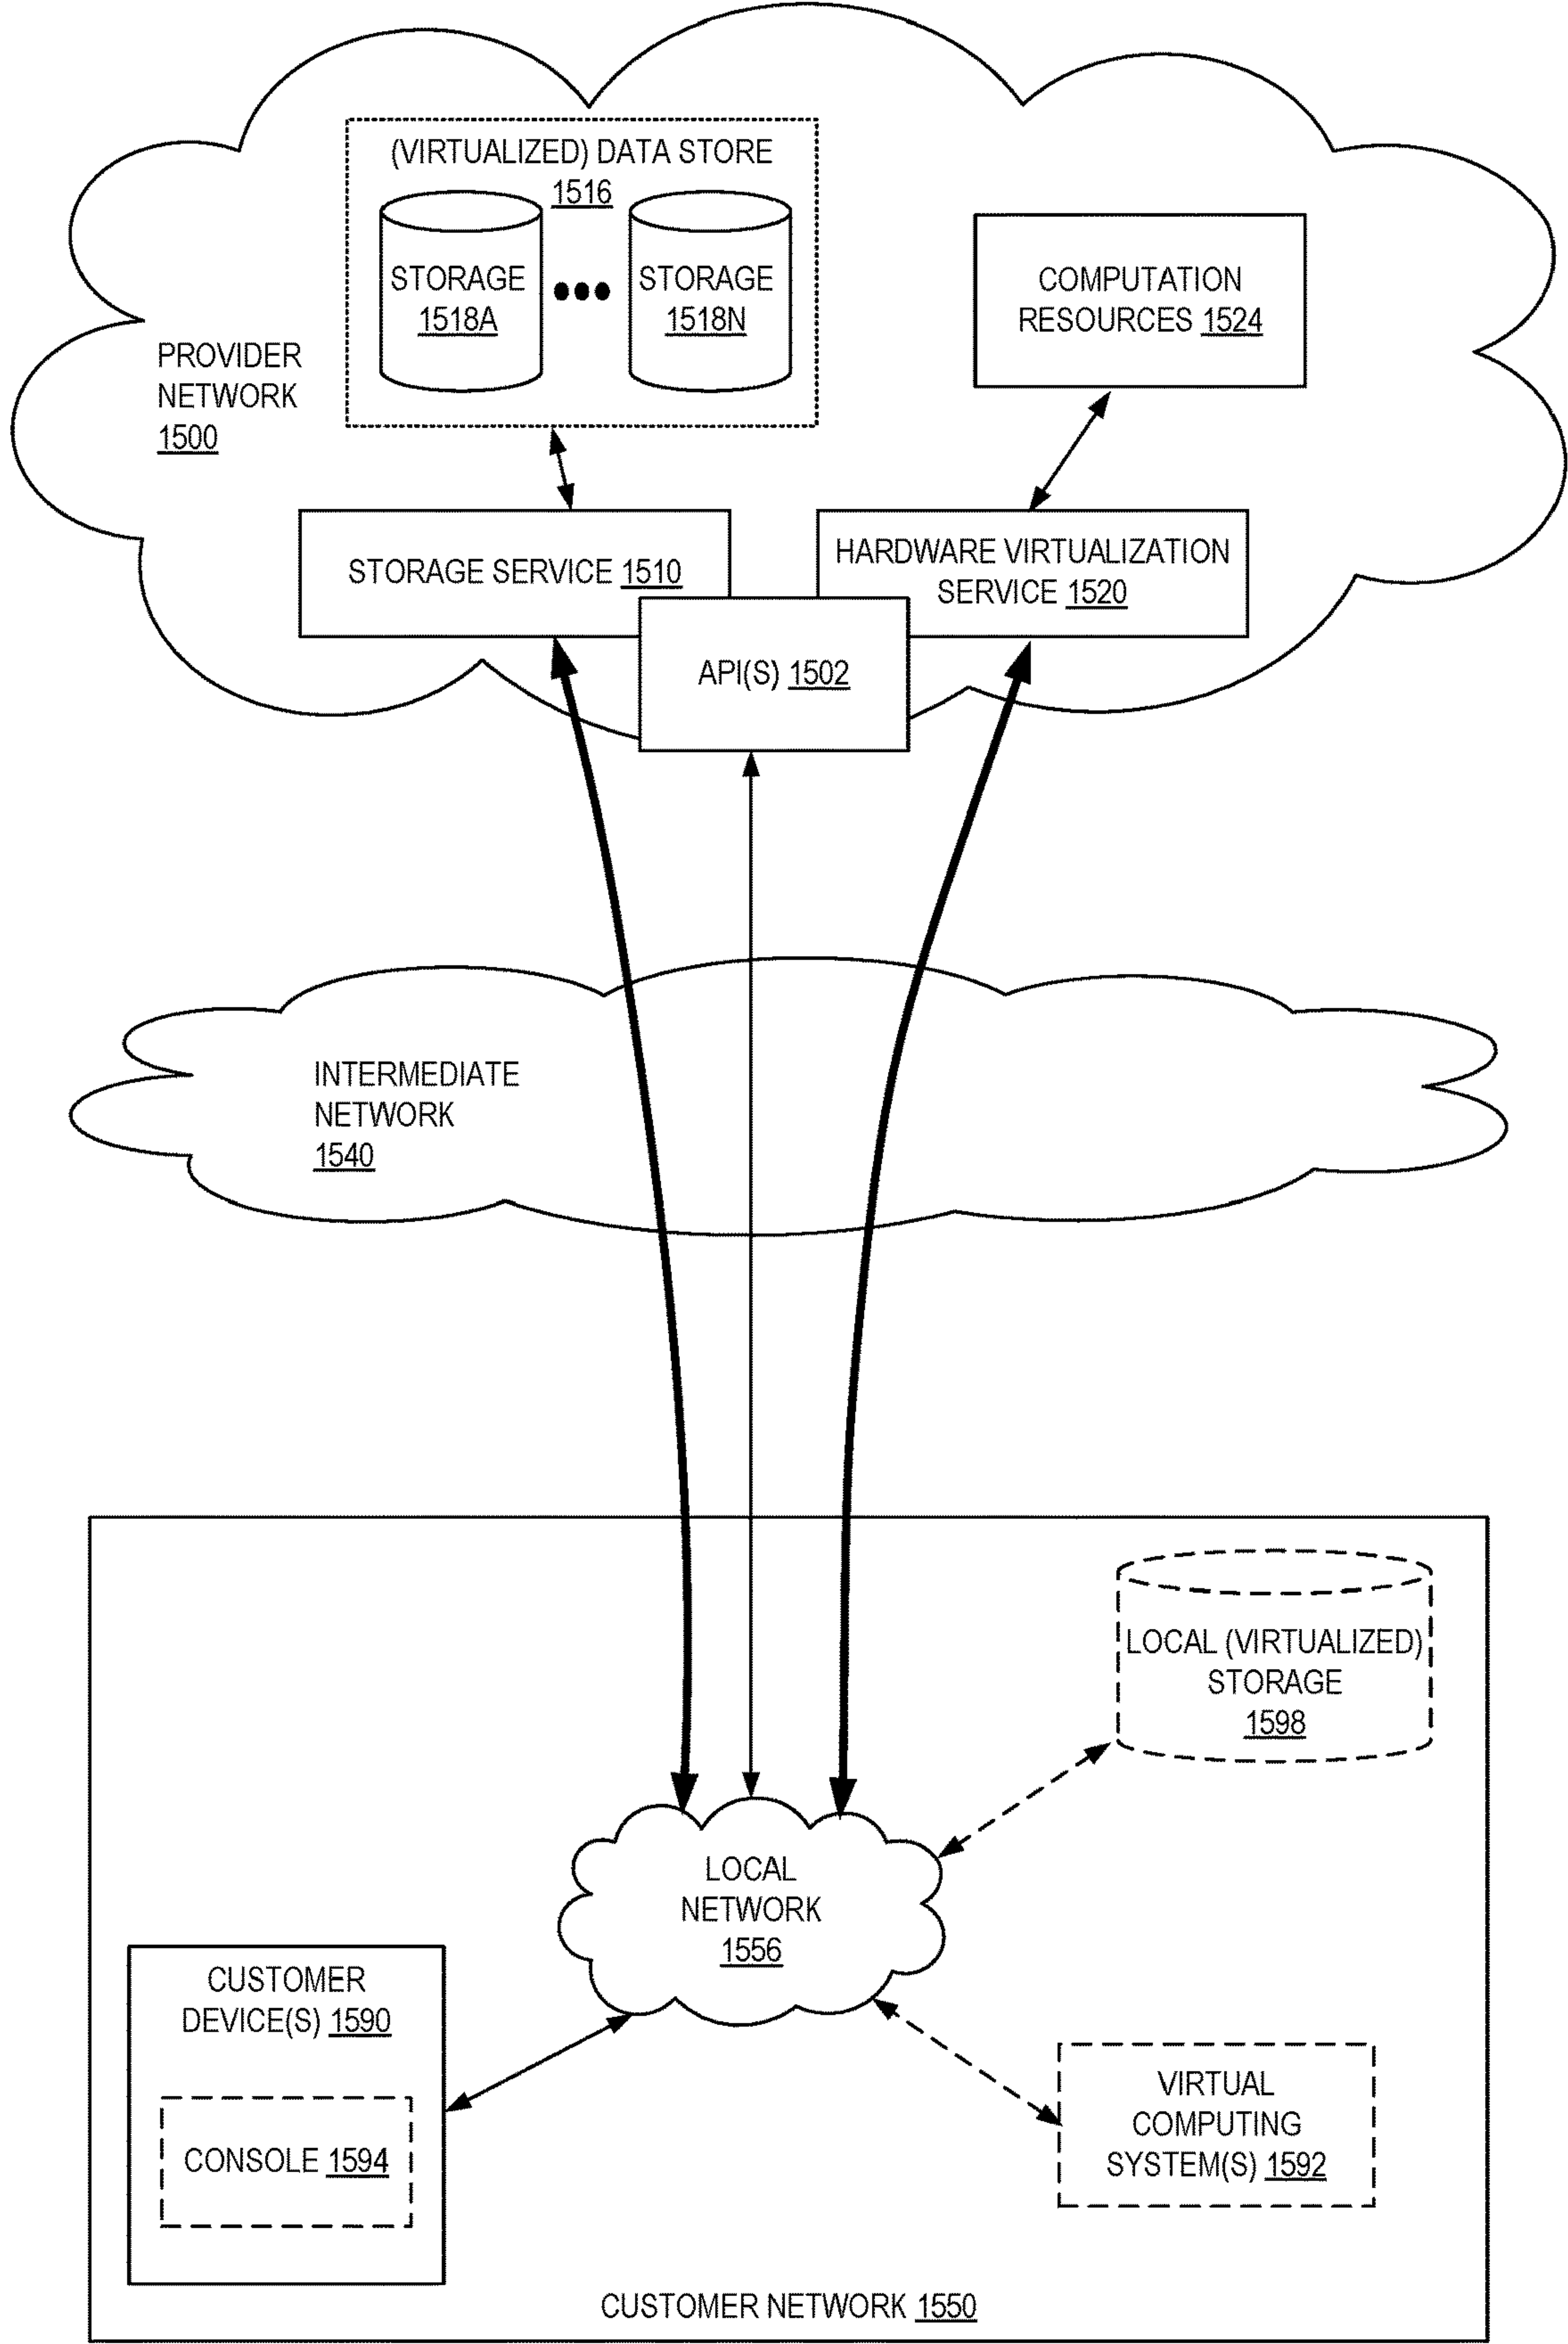 (VIRTUALIZED) DATA STORE
1516
STORAGE
1518A
STORAGE
1518N
COMPUTATION
RESOURCES 1524
PROVIDER
NETWORK
1500
STORAGE SERVICE 1510
HARDWARE VIRTUALIZATION
SERVICE 1520
API(S) 1502
INTERMEDIATE
NETWORK
1540
LOCAL (VIRTUALIZED)
STORAGE
1598
LOCAL
NETWORK
1556
CUSTOMER
DEVICE(S) 1590
CONSOLE 1594
VIRTUAL
COMPUTING
SYSTEM(S) 1592
CUSTOMER NETWORK 1550